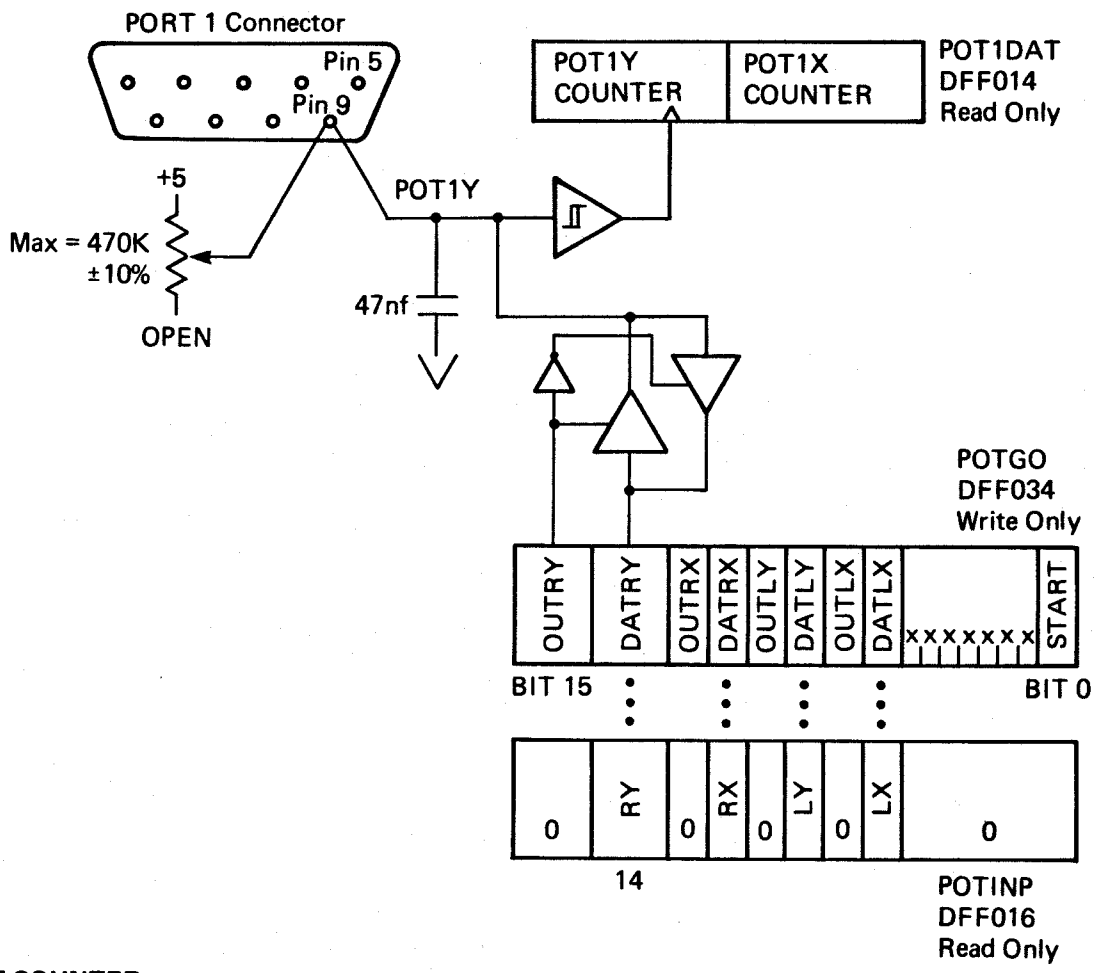 PORT 1 Connector
Pin 5
Pin 9
POT1Y
COUNTER
POT1X
COUNTER
POT1DAT
DFF014
Read Only
+5
Max = 470K
±10%
OPEN
POT1Y
47nf
POTGO
DFF034
Write Only
OUTRY
DATRY
OUTRX
DATRX
OUTLY
DATLY
OUTLX
DATLX
xxxxxxx
START
BIT 15
BIT 0
0
RY
0
RX
0
LY
0
LX
0
14
POTINP
DFF016
Read Only